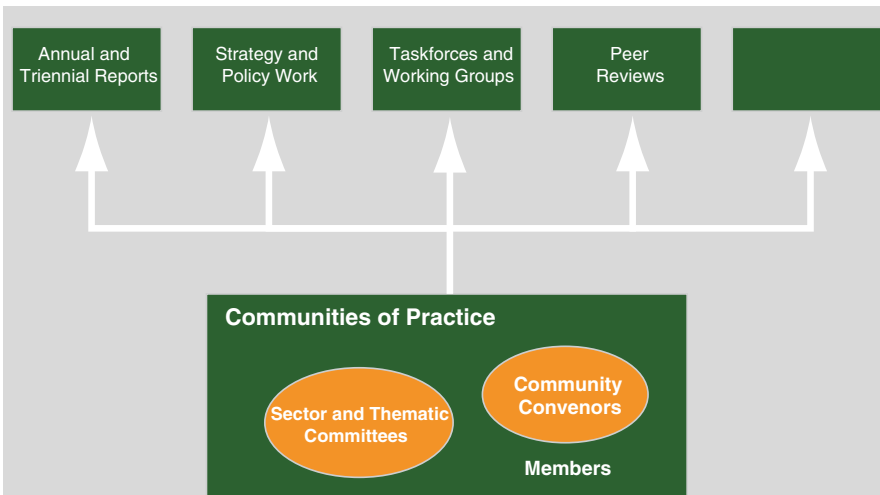 Annual and
Triennial Reports
Strategy and
Policy Work
Taskforces and
Working Groups
Peer
Reviews
Communities of Practice
Sector and Thematic
Committees
Community
Convenors
Members